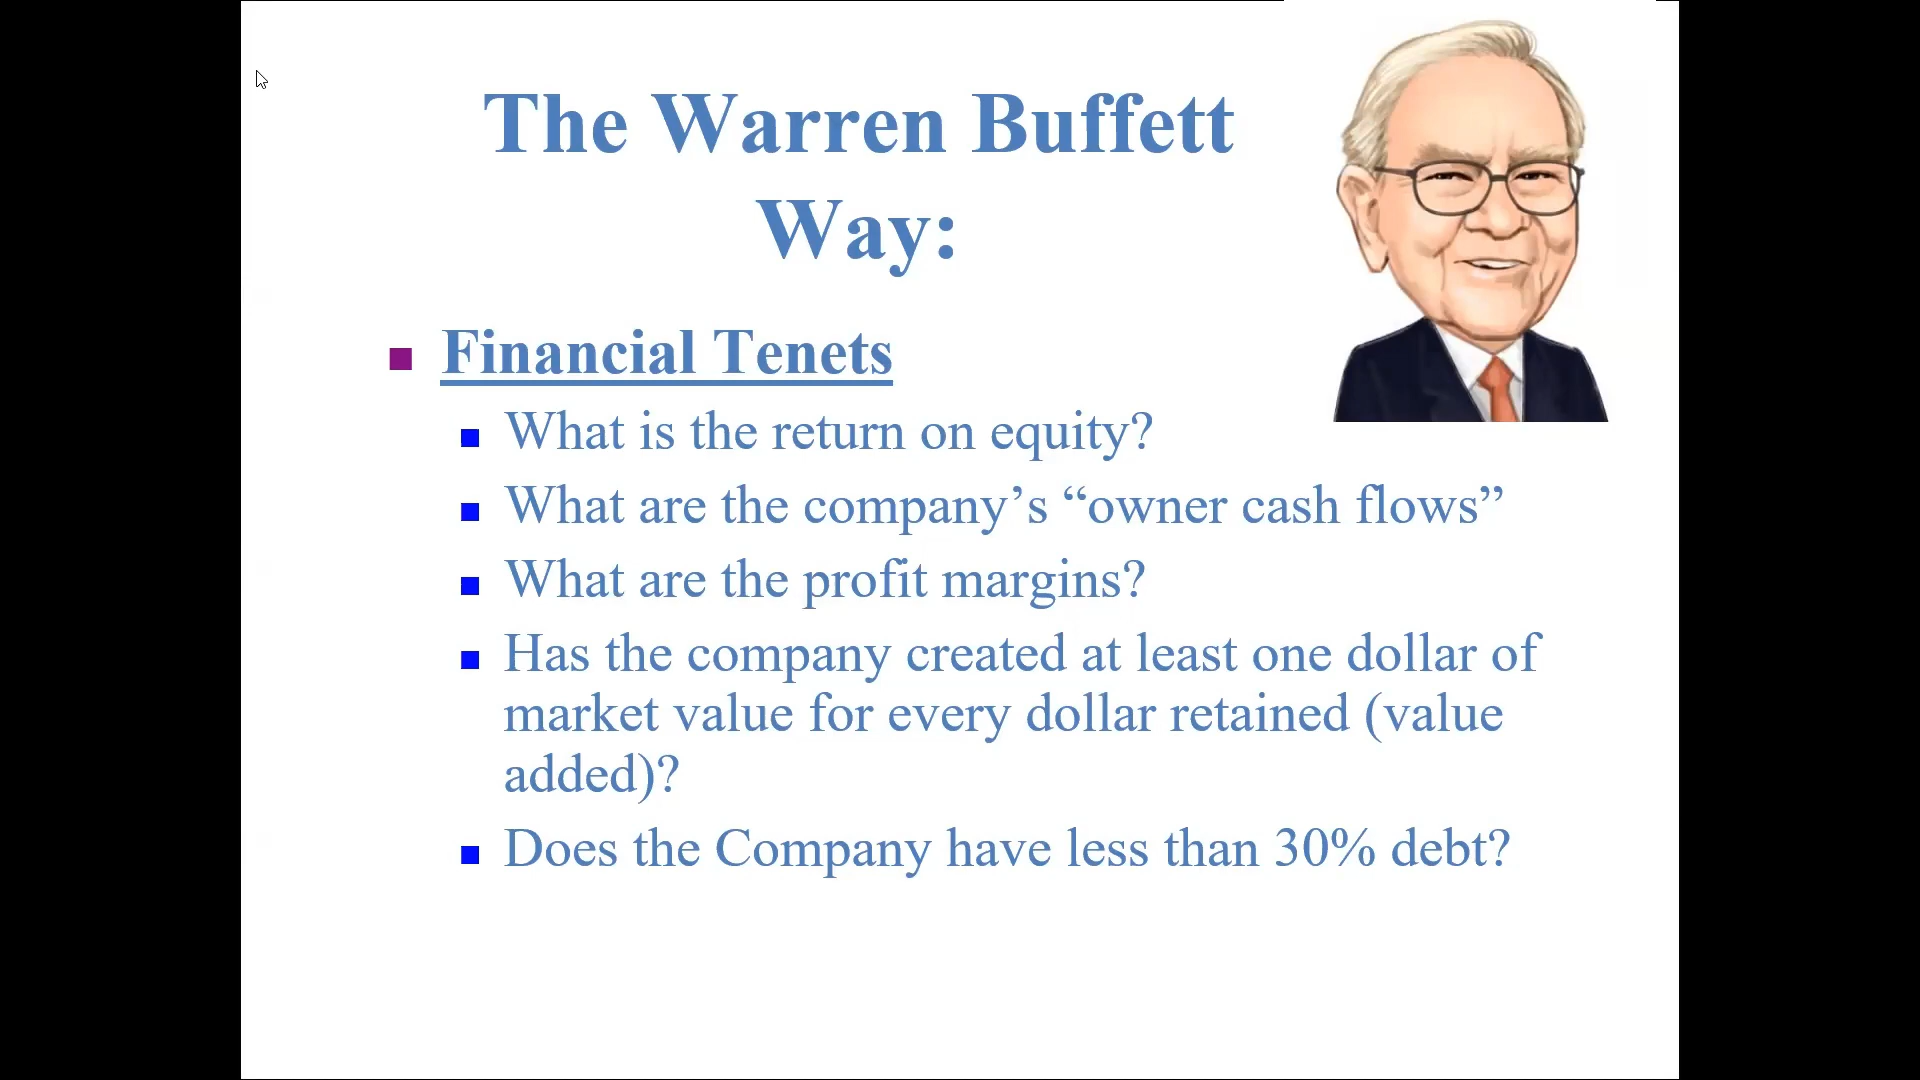 The Warren Buffett
Way:
Financial Tenets
What is the return on equity?
What are the company’s “owner cash flows”
What are the profit margins?
Has the company created at least one dollar of
market value for every dollar retained (value
added)?
Does the Company have less than 30% debt?